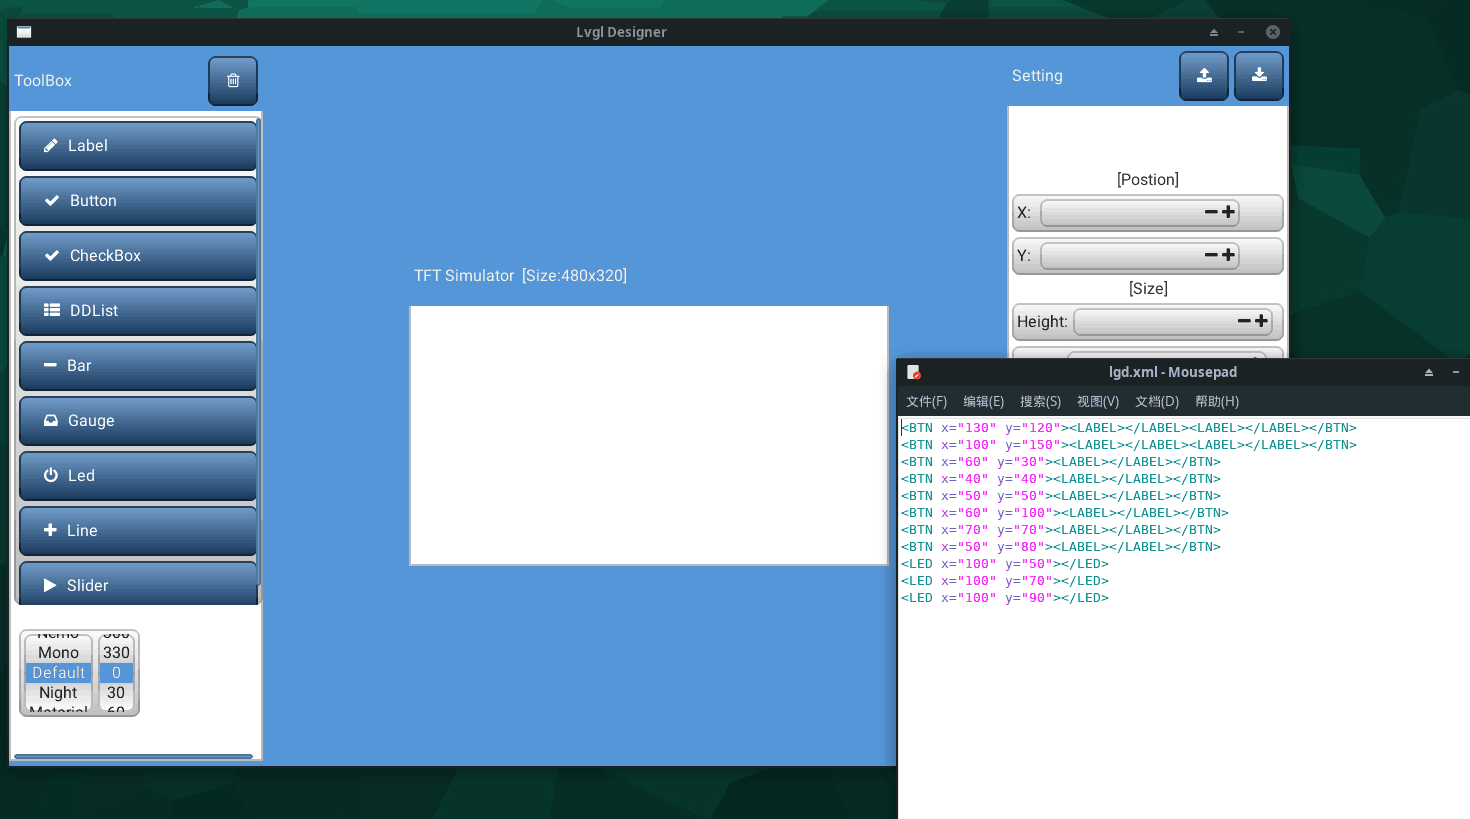 Lvgl Designer
ToolBox
Label
Button
CheckBox
DDList
Bar
Gauge
Led
Line
Slider
Nemo 300
Mono 330
Default 0
Night 30
Material 60
TFT Simulator [Size:480x320]
Setting
[Postion]
X:
Y:
[Size]
Height:
lgd.xml - Mousepad
文件(F) 编辑(E) 搜索(S) 视图(V) 文档(D) 帮助(H)
<BTN x="130" y="120"><LABEL></LABEL><LABEL></LABEL></BTN>
<BTN x="100" y="150"><LABEL></LABEL><LABEL></LABEL></BTN>
<BTN x="60" y="30"><LABEL></LABEL></BTN>
<BTN x="40" y="40"><LABEL></LABEL></BTN>
<BTN x="50" y="50"><LABEL></LABEL></BTN>
<BTN x="60" y="100"><LABEL></LABEL></BTN>
<BTN x="70" y="70"><LABEL></LABEL></BTN>
<BTN x="50" y="80"><LABEL></LABEL></BTN>
<LED x="100" y="50"></LED>
<LED x="100" y="70"></LED>
<LED x="100" y="90"></LED>